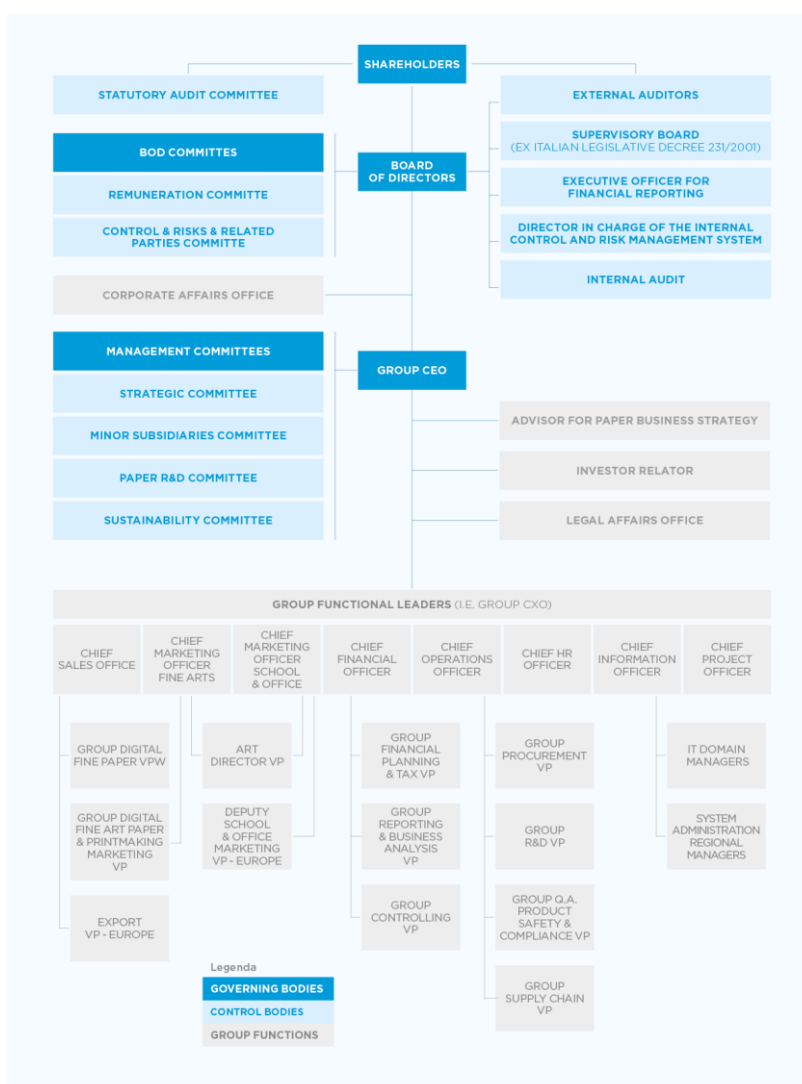 SHAREHOLDERS
STATUTORY AUDIT COMMITTEE
EXTERNAL AUDITORS
BOD COMMITTES
REMUNERATION COMMITTE
CONTROL & RISKS & RELATED
PARTIES COMMITTE
BOARD
OF DIRECTORS
SUPERVISORY BOARD
(EX ITALIAN LEGISLATIVE DECREE 231/2001)
EXECUTIVE OFFICER FOR
FINANCIAL REPORTING
DIRECTOR IN CHARGE OF THE INTERNAL
CONTROL AND RISK MANAGEMENT SYSTEM
INTERNAL AUDIT
CORPORATE AFFAIRS OFFICE
MANAGEMENT COMMITTEES
STRATEGIC COMMITTEE
MINOR SUBSIDIARIES COMMITTEE
PAPER R&D COMMITTEE
SUSTAINABILITY COMMITTEE
GROUP CEO
ADVISOR FOR PAPER BUSINESS STRATEGY
INVESTOR RELATOR
LEGAL AFFAIRS OFFICE
GROUP FUNCTIONAL LEADERS (I.E. GROUP CXO)
CHIEF
SALES OFFICE
CHIEF
MARKETING
OFFICER
FINE ARTS
CHIEF
MARKETING
OFFICER
SCHOOL
& OFFICE
CHIEF
FINANCIAL
OFFICER
CHIEF
OPERATIONS
OFFICER
CHIEF HR
OFFICER
CHIEF
INFORMATION
OFFICER
CHIEF
PROJECT
OFFICER
GROUP DIGITAL
FINE PAPER VPW
GROUP DIGITAL
FINE ART PAPER
& PRINTMAKING
MARKETING
VP
EXPORT
VP - EUROPE
ART
DIRECTOR VP
DEPUTY
SCHOOL
& OFFICE
MARKETING
VP - EUROPE
GROUP
FINANCIAL
PLANNING
& TAX VP
GROUP
REPORTING
& BUSINESS
ANALYSIS
VP
GROUP
CONTROLLING
VP
GROUP
PROCUREMENT
VP
GROUP
R&D VP
GROUP Q.A.
PRODUCT
SAFETY &
COMPLIANCE VP
GROUP
SUPPLY CHAIN
VP
IT DOMAIN
MANAGERS
SYSTEM
ADMINISTRATION
REGIONAL
MANAGERS
Legenda
GOVERNING BODIES
CONTROL BODIES
GROUP FUNCTIONS